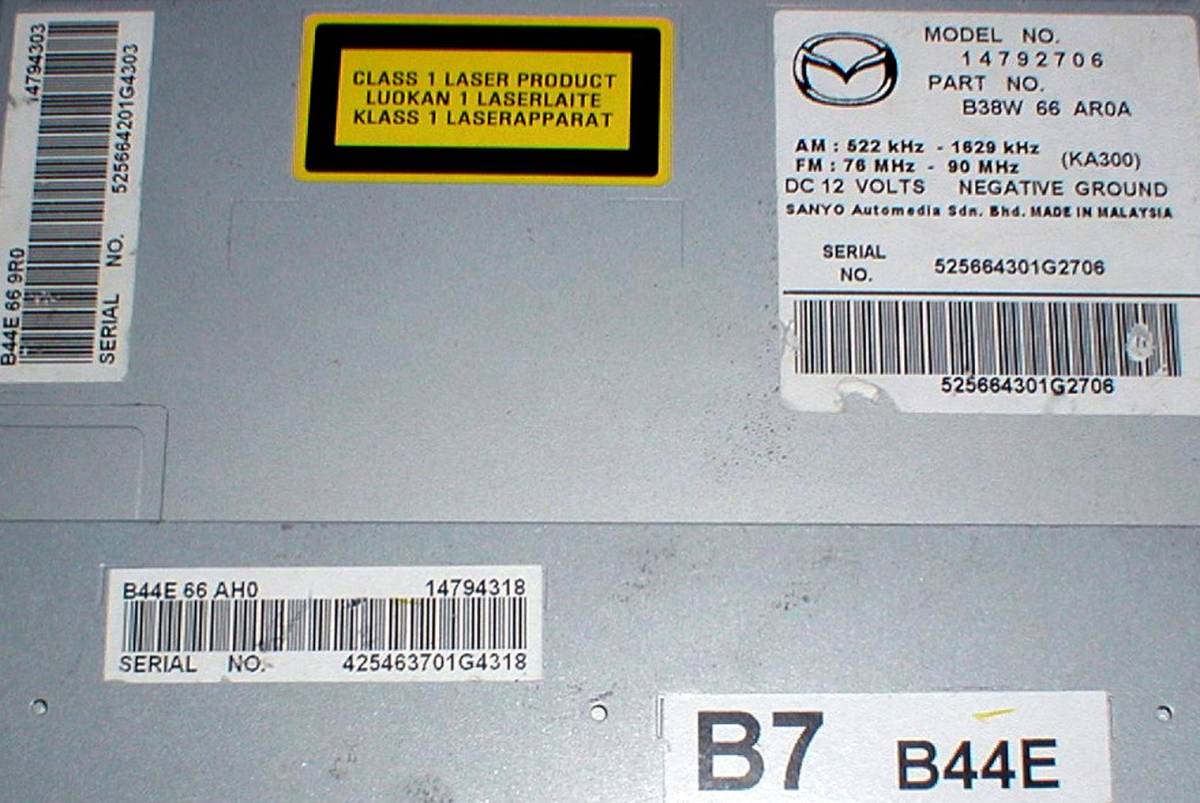 14794303
B44E 66 9R0
SERIAL NO. 525664201G4303
CLASS 1 LASER PRODUCT
LUOKAN 1 LASERLAITE
KLASS 1 LASERAPPARAT
MODEL NO.
14792706
PART NO.
B38W 66 AR0A
AM : 522 kHz - 1629 kHz
FM : 76 MHz - 90 MHz (KA300)
DC 12 VOLTS NEGATIVE GROUND
SANYO Automedia Sdn. Bhd. MADE IN MALAYSIA
SERIAL NO. 525664301G2706
525664301G2706
B44E 66 AH0 14794318
SERIAL NO. 425463701G4318
B7 B44E